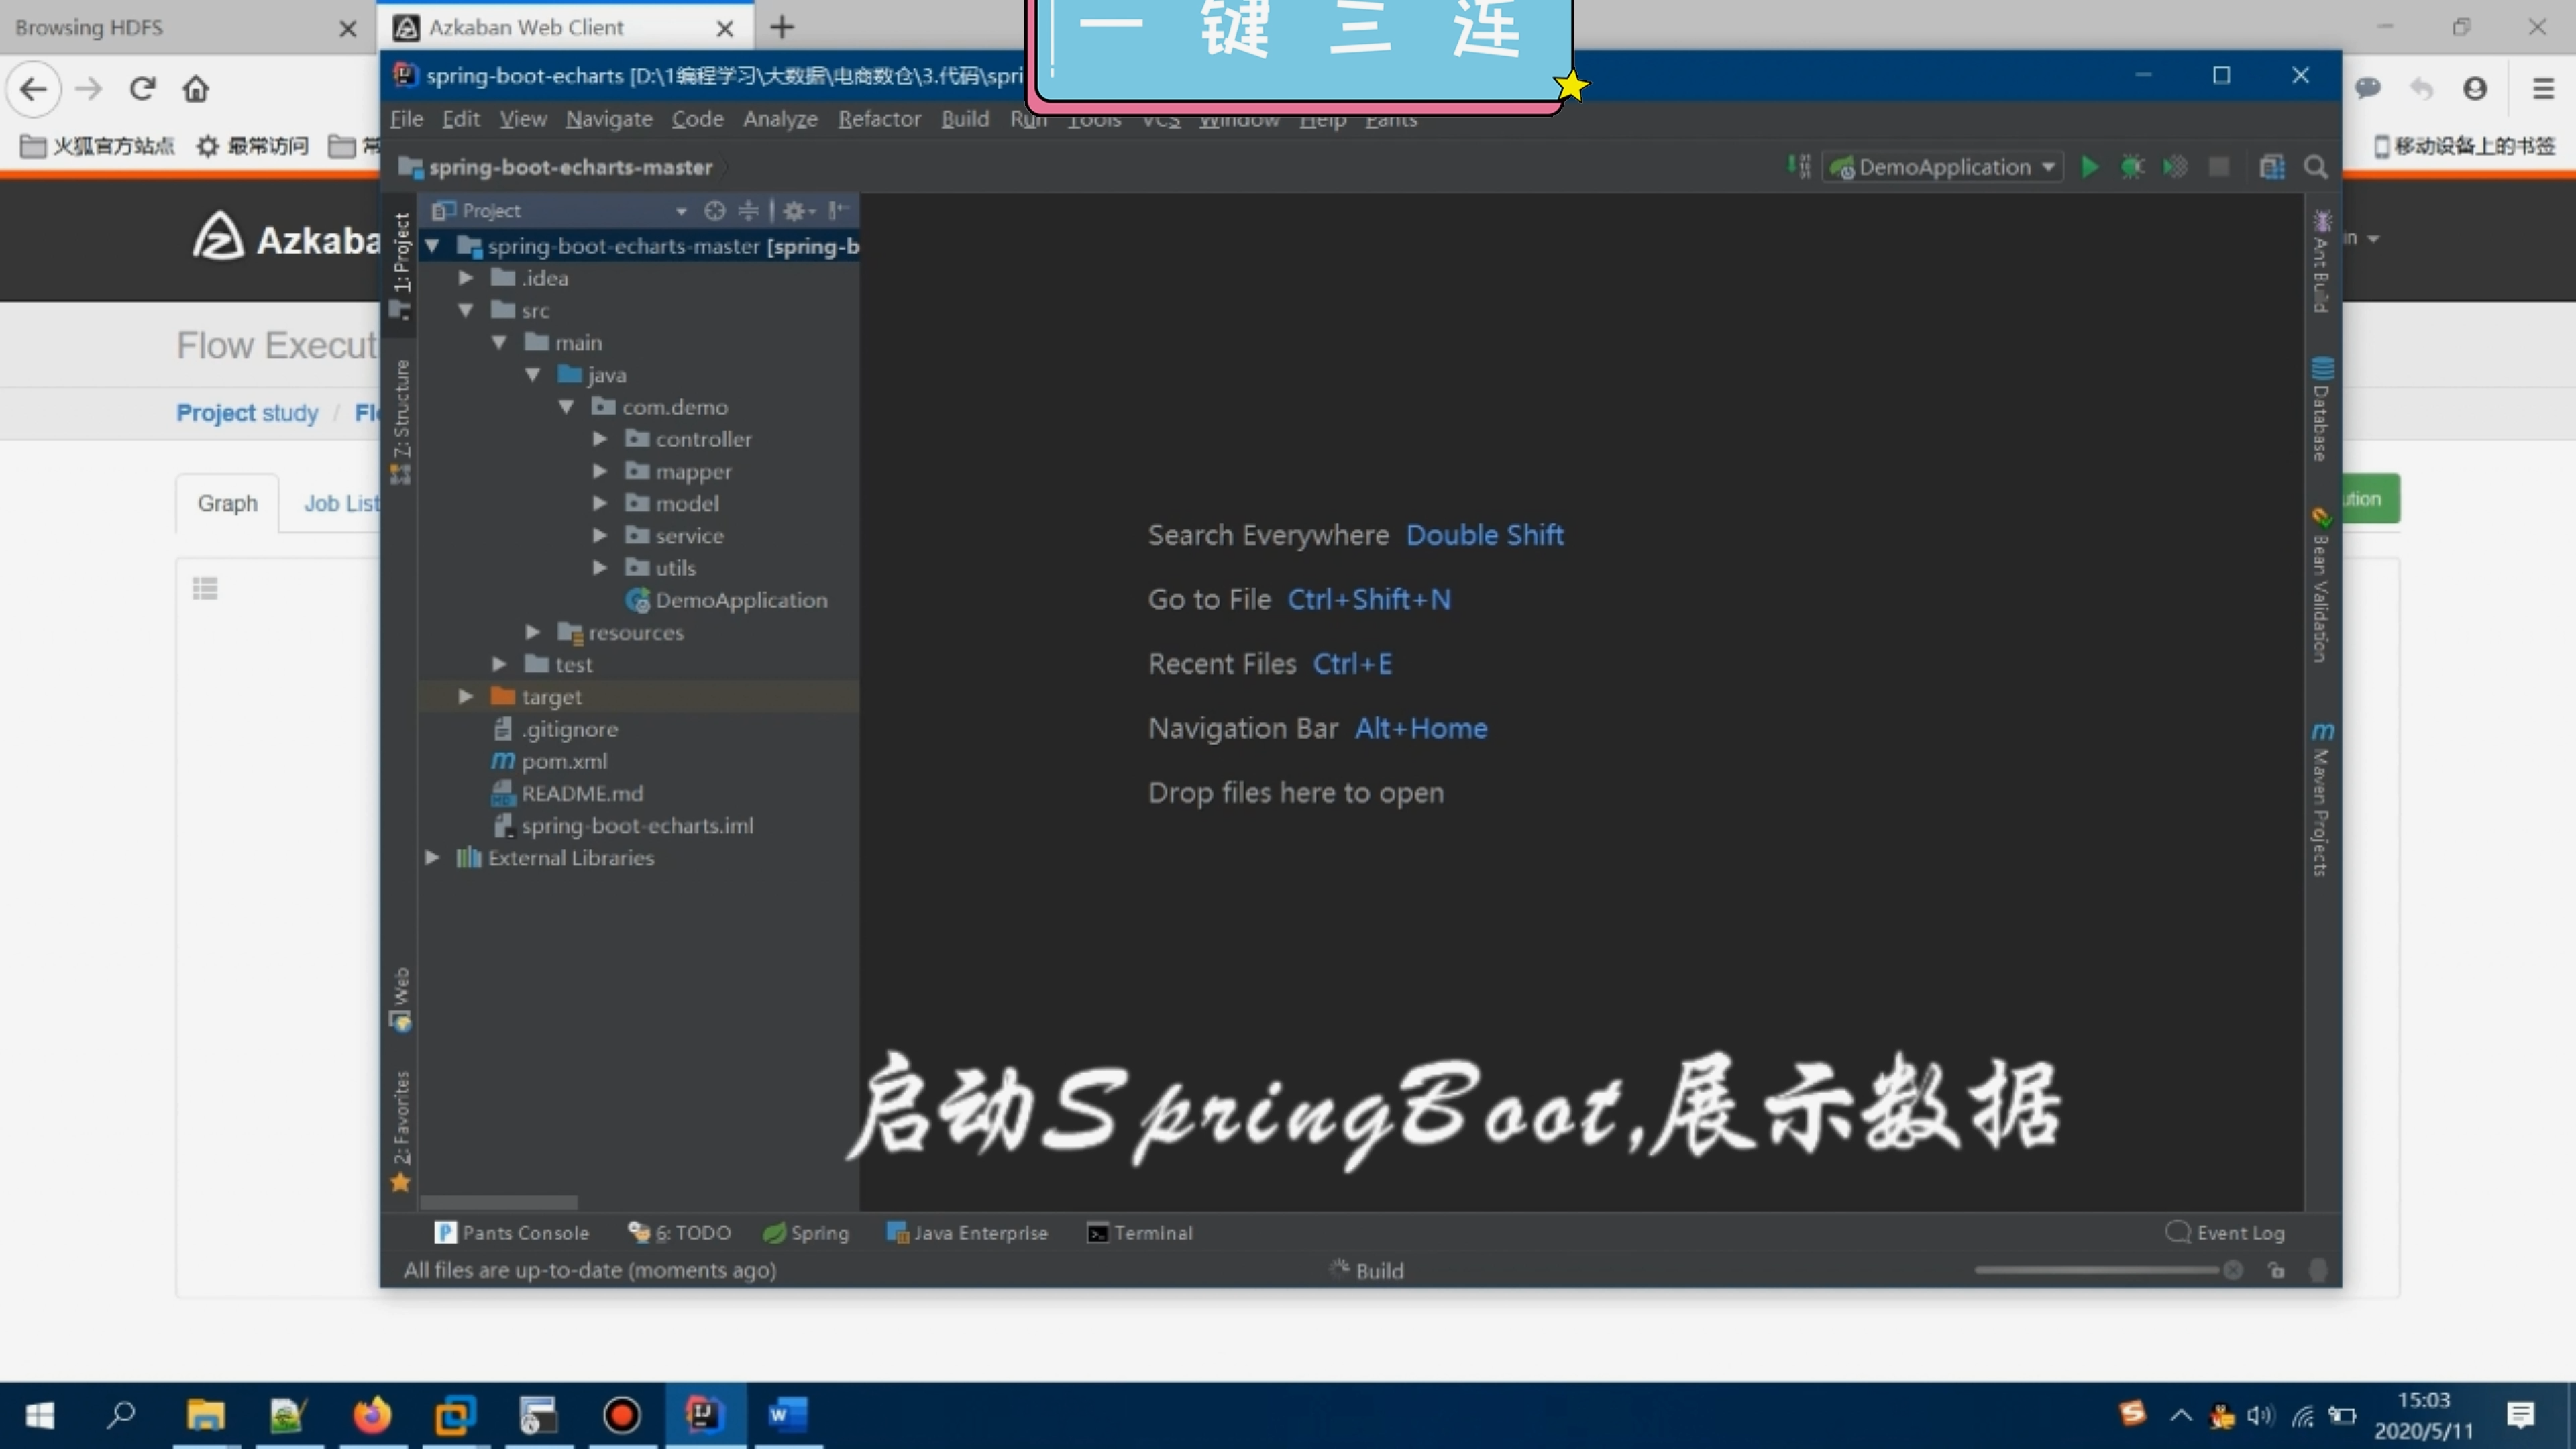 Browsing HDFS
Azkaban Web Client
一 键 三 连
spring-boot-echarts [D:\1编程学习\大数据\电商数仓\3.代码\spri
File Edit View Navigate Code Analyze Refactor Build Run Tools VCS Window Help Pants
火狐官方站点 最常访问 常
移动设备上的书签
spring-boot-echarts-master
DemoApplication
Azkaba
in
1: Project
Project
spring-boot-echarts-master [spring-b
.idea
src
main
java
com.demo
controller
mapper
model
service
utils
DemoApplication
resources
test
target
.gitignore
pom.xml
README.md
spring-boot-echarts.iml
External Libraries
Flow Execut
Project study / Fl
Graph
Job List
ution
Z: Structure
Web
2: Favorites
Ant Build
Database
Bean Validation
Maven Projects
Search Everywhere Double Shift
Go to File Ctrl+Shift+N
Recent Files Ctrl+E
Navigation Bar Alt+Home
Drop files here to open
启动SpringBoot,展示数据
Pants Console
6: TODO
Spring
Java Enterprise
Terminal
Event Log
All files are up-to-date (moments ago)
Build
15:03
2020/5/11